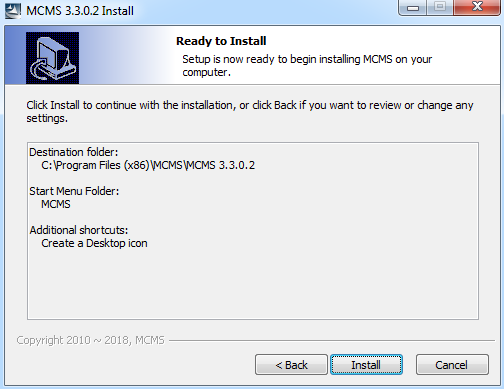 MCMS 3.3.0.2 Install
Ready to Install
Setup is now ready to begin installing MCMS on your
computer.
Click Install to continue with the installation, or click Back if you want to review or change any
settings.
Destination folder:
C:\Program Files (x86)\MCMS\MCMS 3.3.0.2
Start Menu Folder:
MCMS
Additional shortcuts:
Create a Desktop icon
Copyright 2010 ~ 2018, MCMS
< Back
Install
Cancel